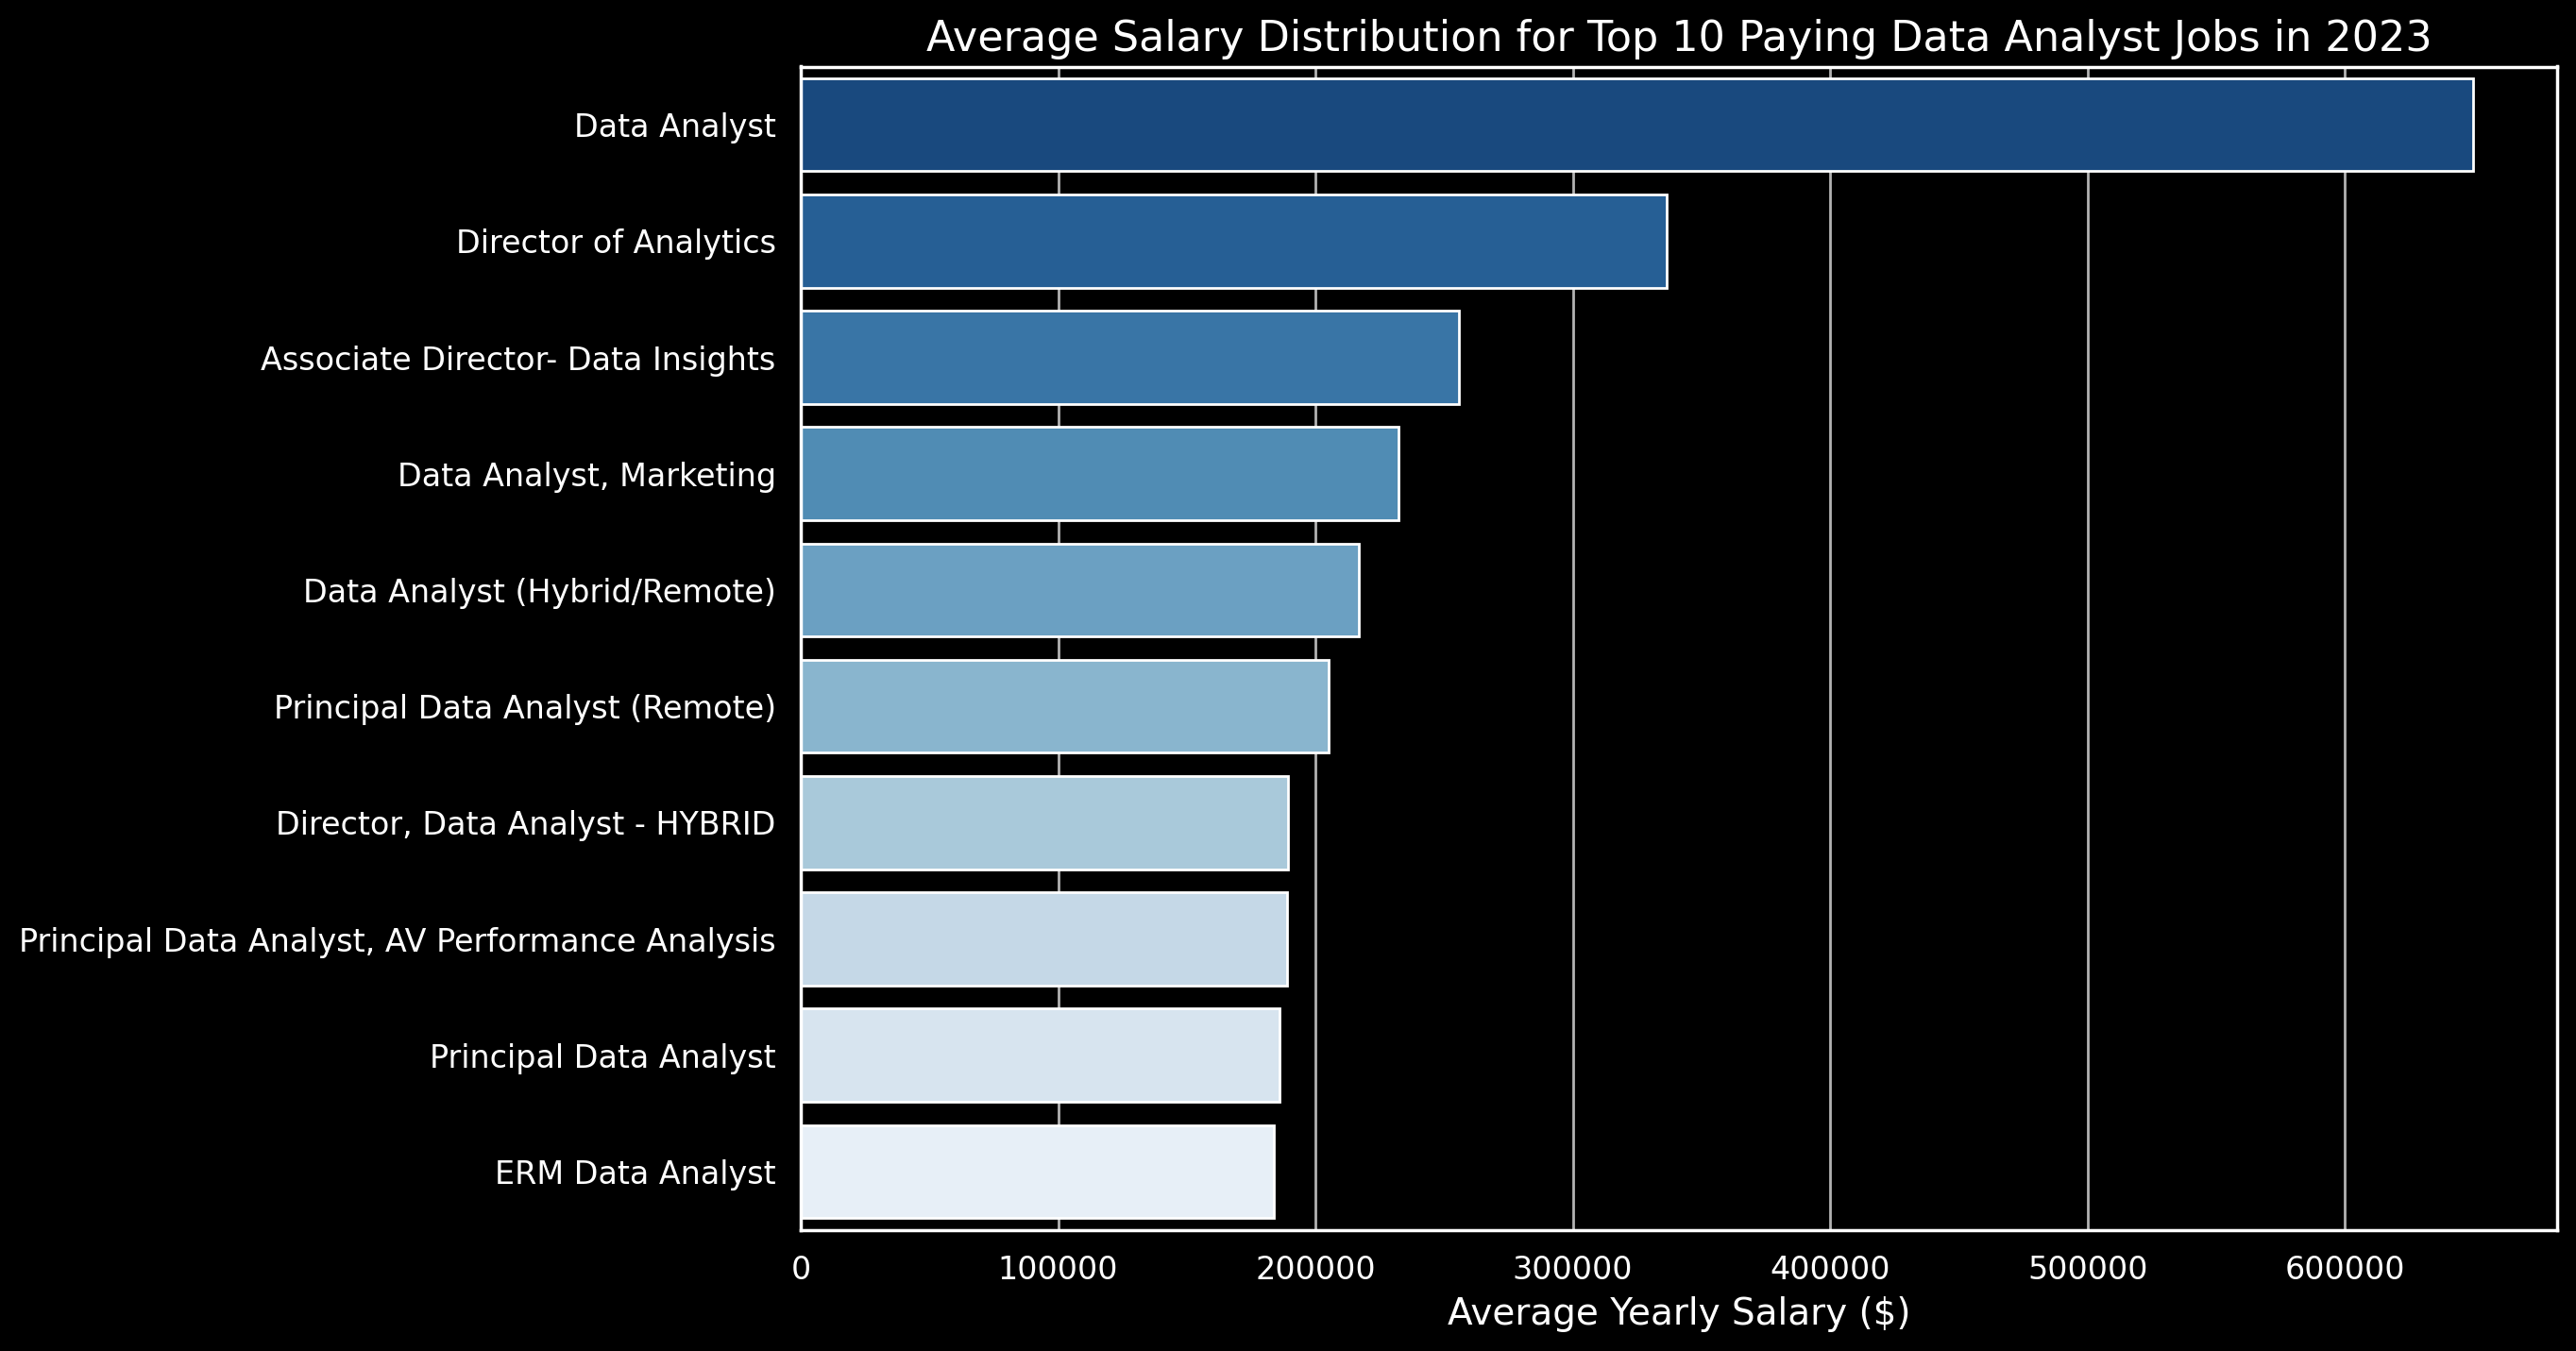 Average Salary Distribution for Top 10 Paying Data Analyst Jobs in 2023
Data Analyst
Director of Analytics
Associate Director- Data Insights
Data Analyst, Marketing
Data Analyst (Hybrid/Remote)
Principal Data Analyst (Remote)
Director, Data Analyst - HYBRID
Principal Data Analyst, AV Performance Analysis
Principal Data Analyst
ERM Data Analyst
0 100000 200000 300000 400000 500000 600000
Average Yearly Salary ($)